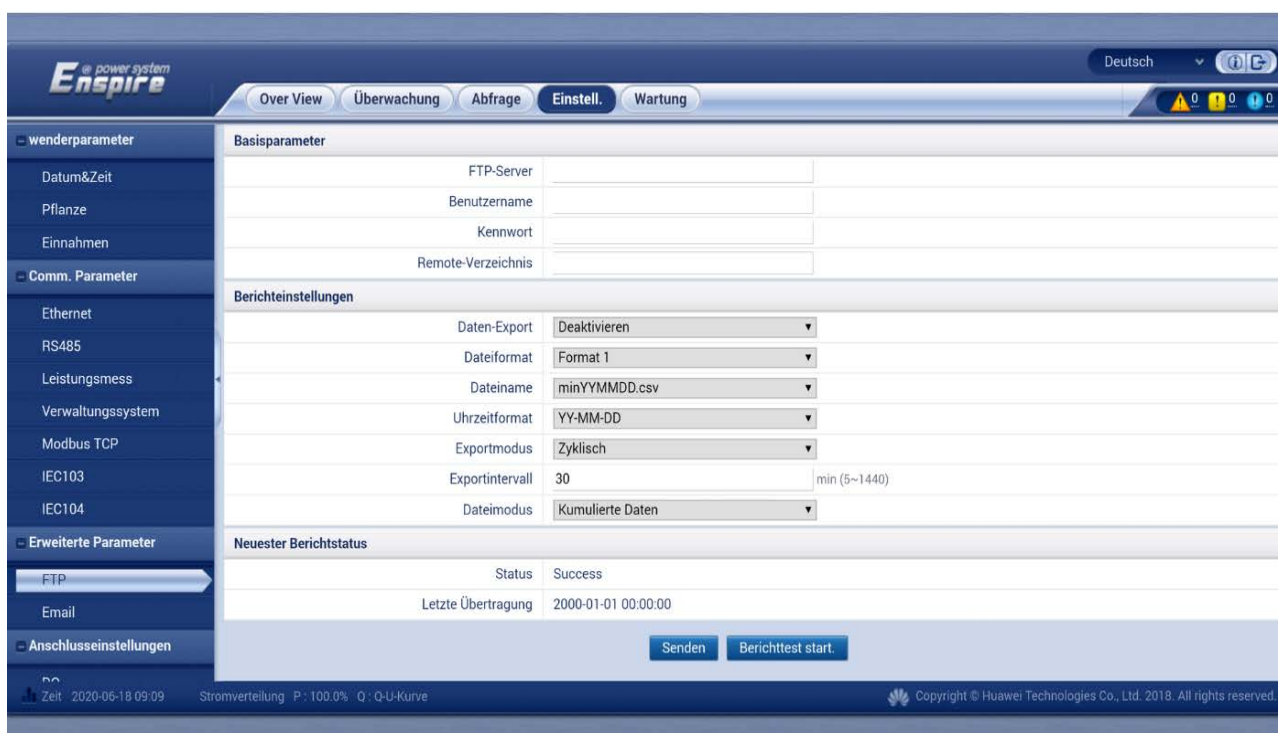 Enspire
power system
Deutsch
Over View Überwachung Abfrage Einstell. Wartung
0 0 0
wenderparameter
Datum&Zeit
Pflanze
Einnahmen
Comm. Parameter
Ethernet
RS485
Leistungsmess
Verwaltungssystem
Modbus TCP
IEC103
IEC104
Erweiterte Parameter
FTP
Email
Anschlusseinstellungen
Basisparameter
FTP-Server
Benutzername
Kennwort
Remote-Verzeichnis
Berichteinstellungen
Daten-Export Deaktivieren
Dateiformat Format 1
Dateiname minYYMMDD.csv
Uhrzeitformat YY-MM-DD
Exportmodus Zyklisch
Exportintervall 30 min (5~1440)
Dateimodus Kumulierte Daten
Neuester Berichtstatus
Status Success
Letzte Übertragung 2000-01-01 00:00:00
Senden Berichttest start.
Zeit 2020-06-18 09:09 Stromverteilung P : 100.0% Q : Q-U-Kurve Copyright © Huawei Technologies Co., Ltd. 2018. All rights reserved.